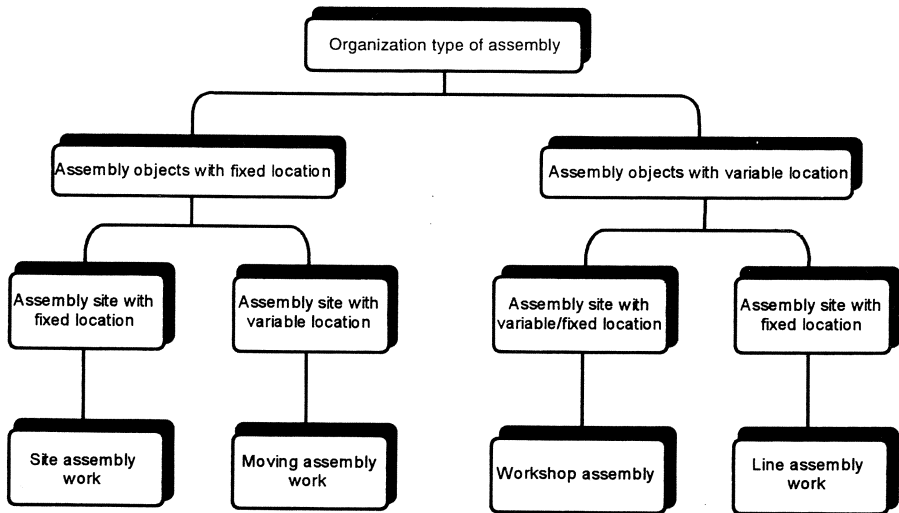 Organization type of assembly
Assembly objects with fixed location
Assembly objects with variable location
Assembly site with
fixed location
Assembly site with
variable location
Assembly site with
variable/fixed location
Assembly site with
fixed location
Site assembly
work
Moving assembly
work
Workshop assembly
Line assembly
work